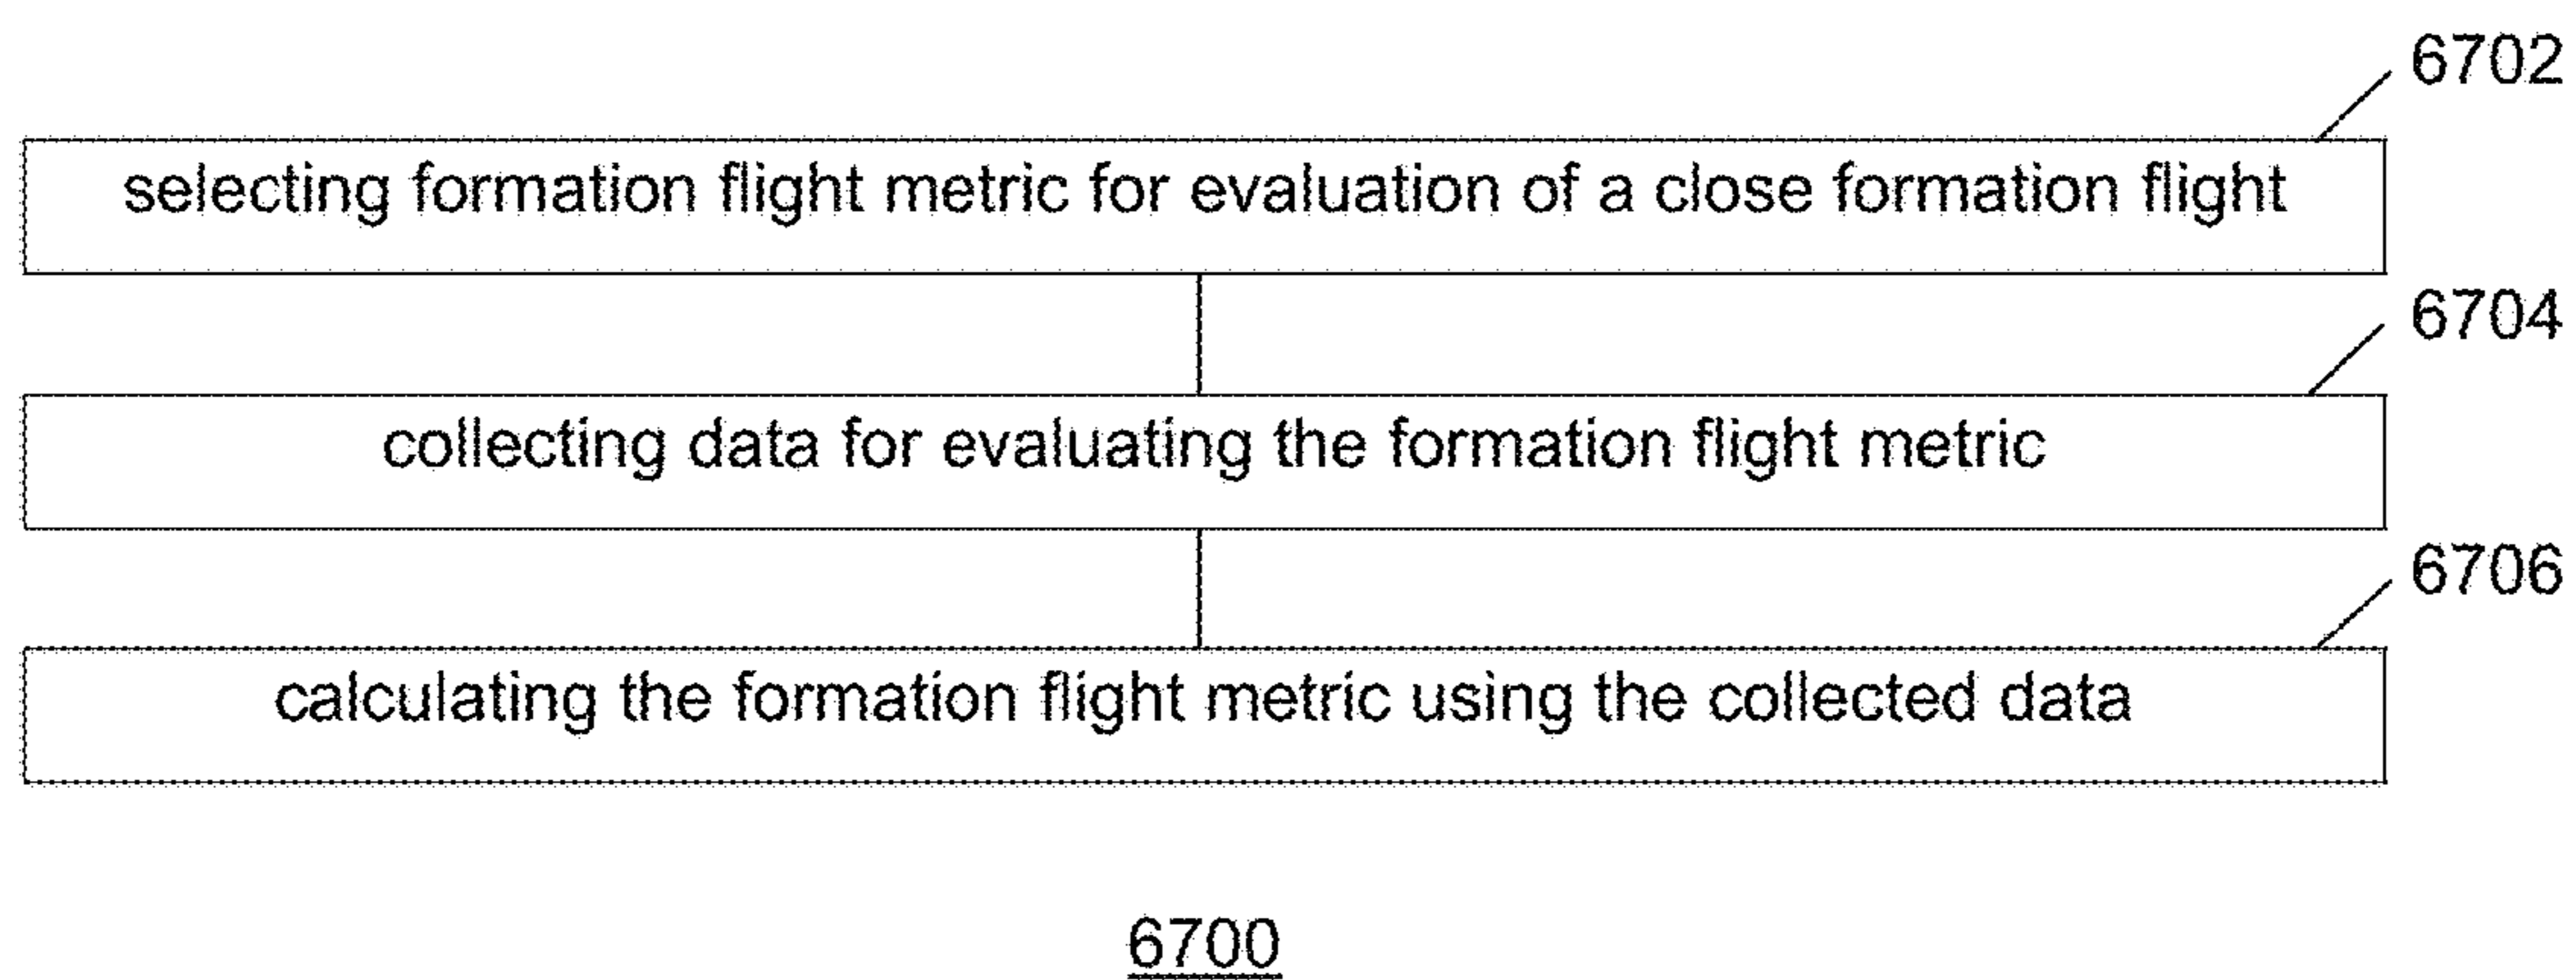 6702
selecting formation flight metric for evaluation of a close formation flight
6704
collecting data for evaluating the formation flight metric
6706
calculating the formation flight metric using the collected data
6700